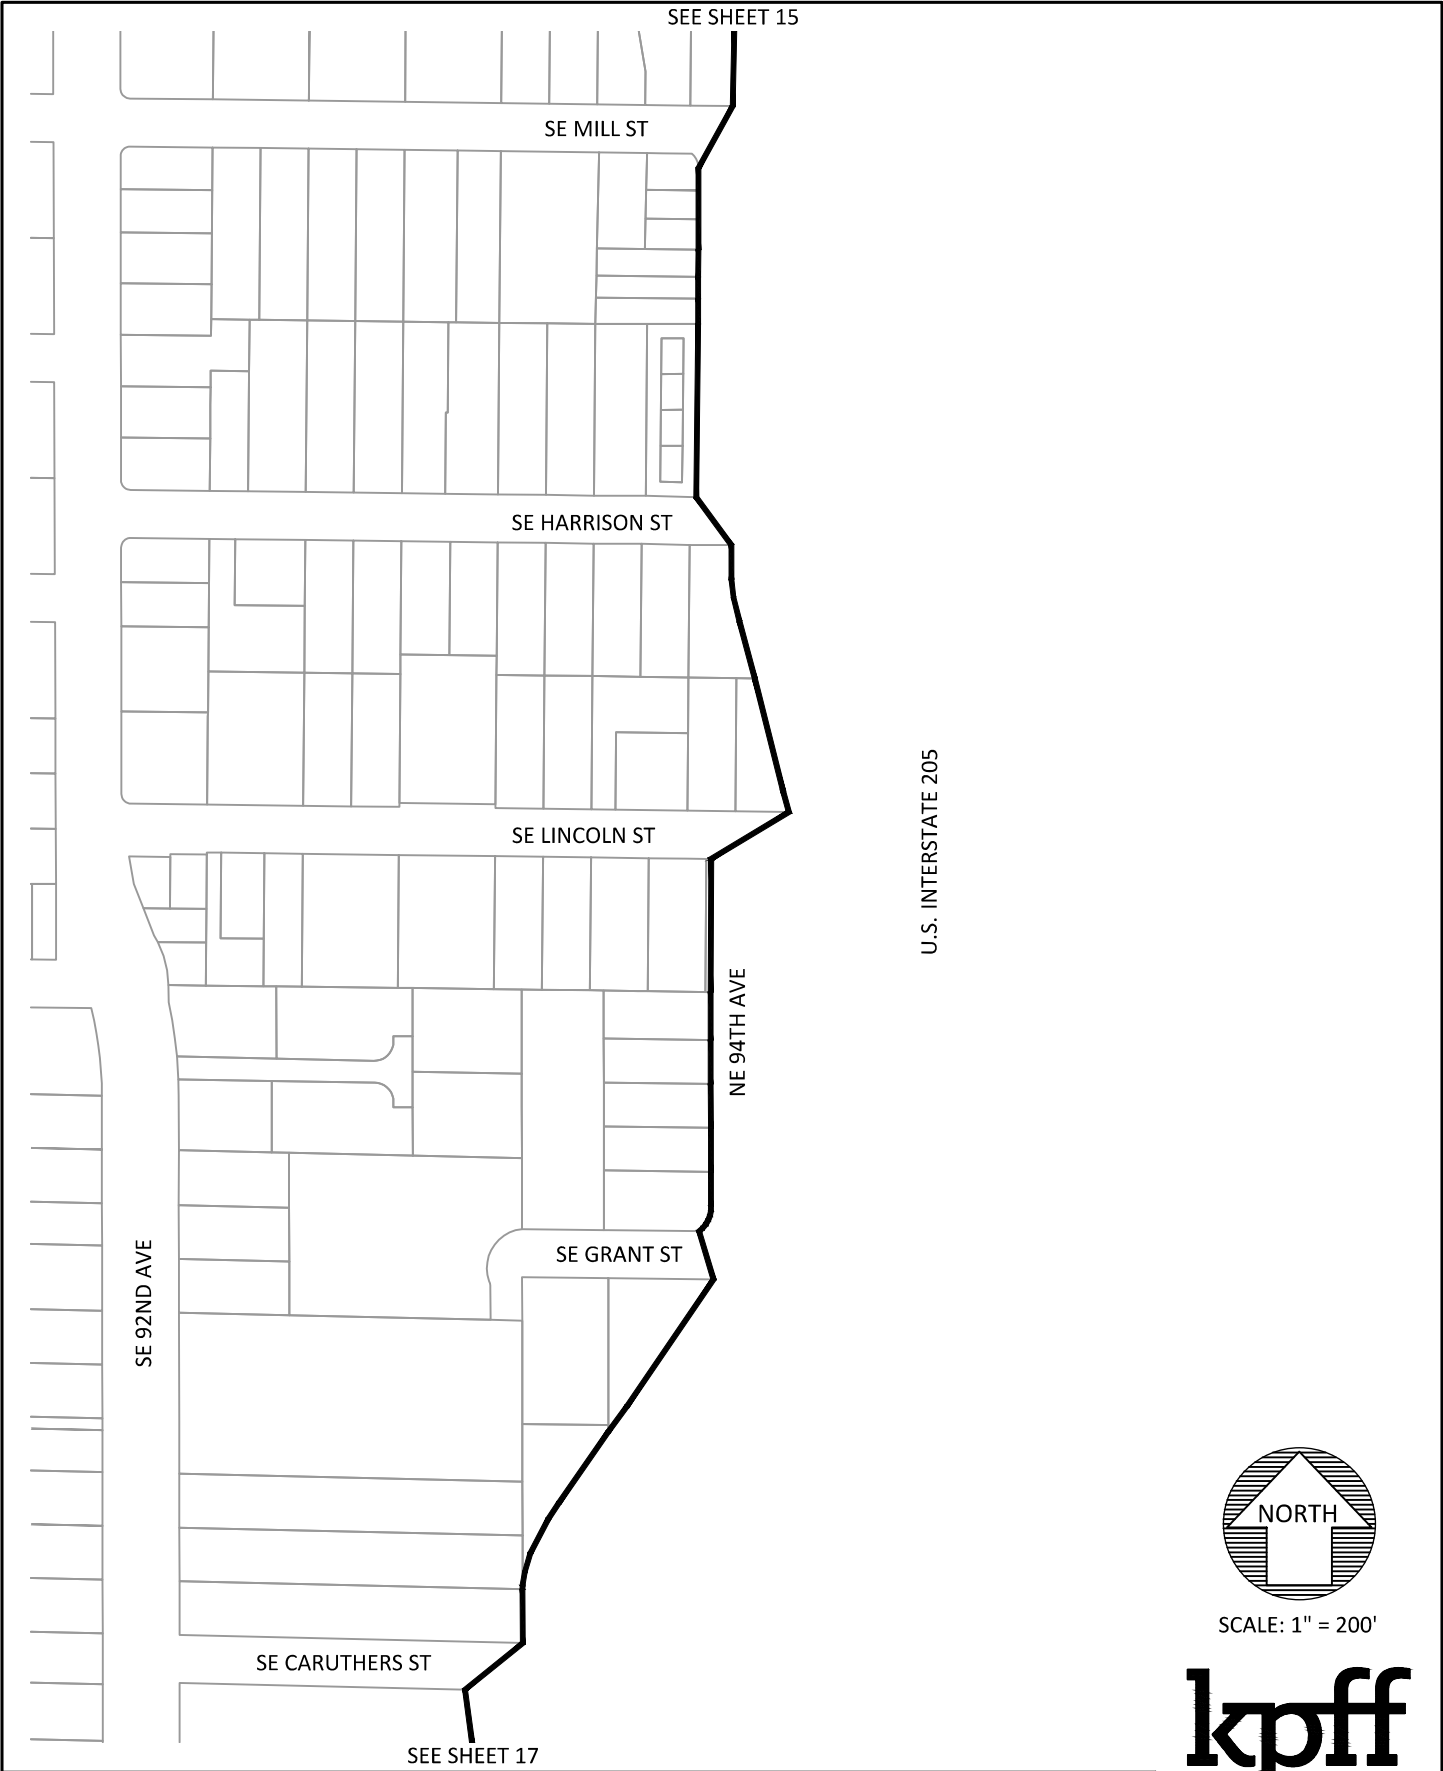 SEE SHEET 15
SE MILL ST
SE HARRISON ST
SE LINCOLN ST
U.S. INTERSTATE 205
NE 94TH AVE
SE GRANT ST
SE 92ND AVE
NORTH
SCALE: 1" = 200'
SE CARUTHERS ST
kpff
SEE SHEET 17